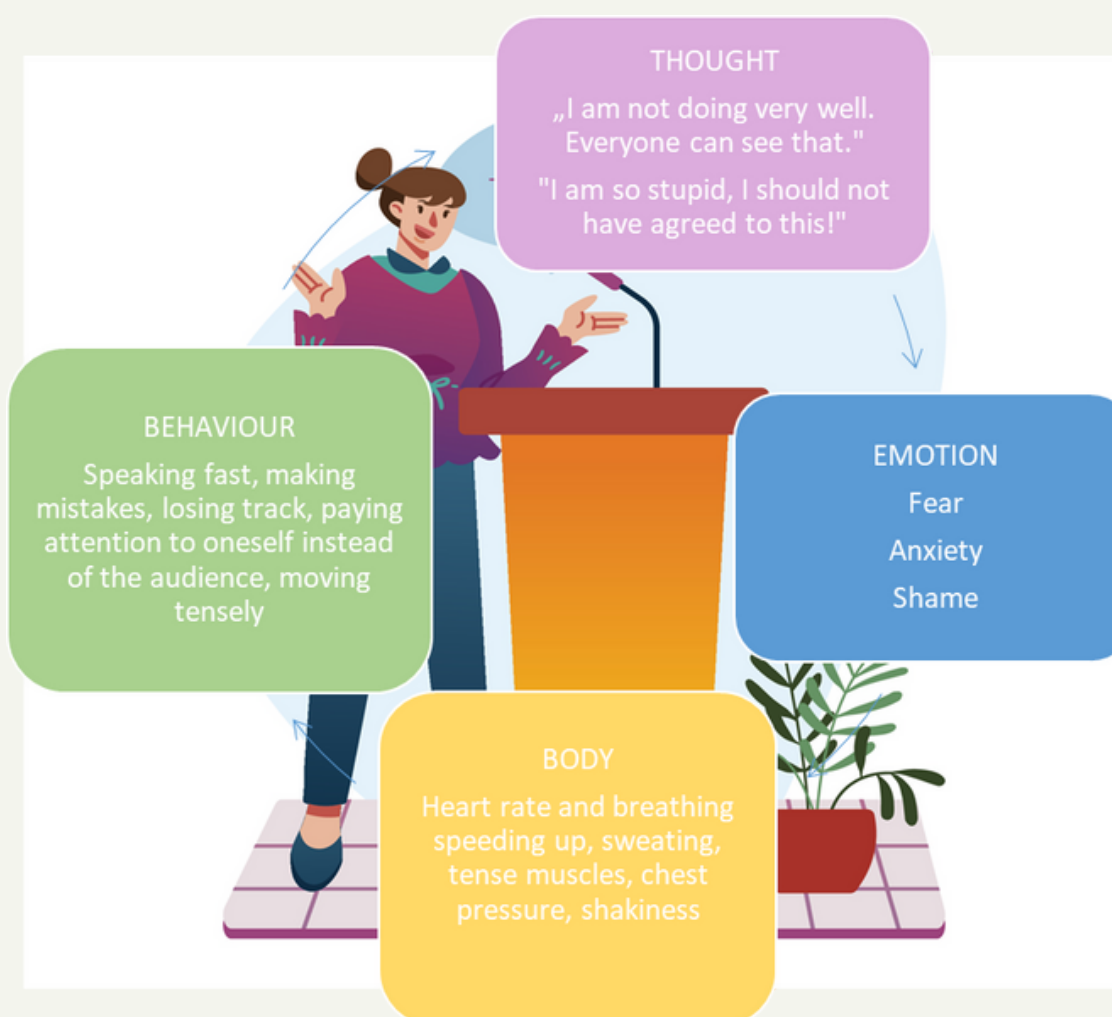 THOUGHT
„I am not doing very well.
Everyone can see that."
"I am so stupid, I should not
have agreed to this!"
EMOTION
Fear
Anxiety
Shame
BODY
Heart rate and breathing
speeding up, sweating,
tense muscles, chest
pressure, shakiness
BEHAVIOUR
Speaking fast, making
mistakes, losing track, paying
attention to oneself instead
of the audience, moving
tensely